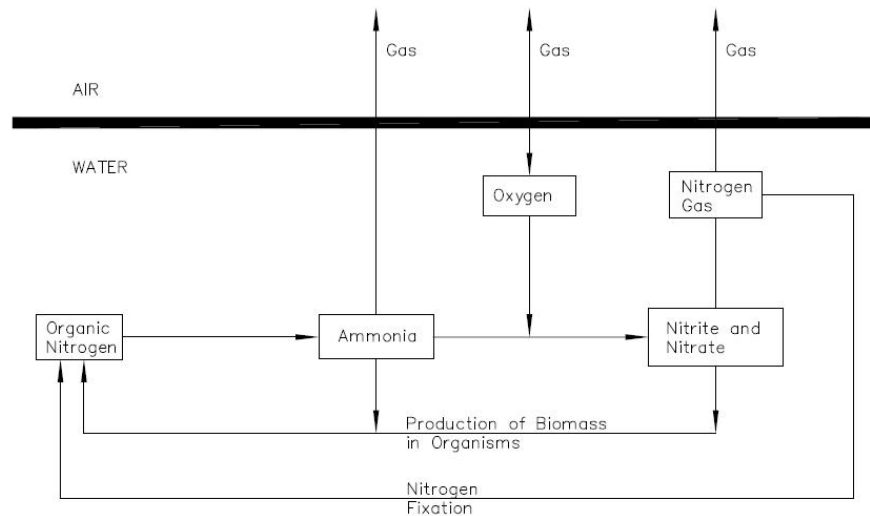 Gas
Gas
Gas
AIR
WATER
Oxygen
Nitrogen
Gas
Organic
Nitrogen
Ammonia
Nitrite and
Nitrate
Production of Biomass
in Organisms
Nitrogen
Fixation